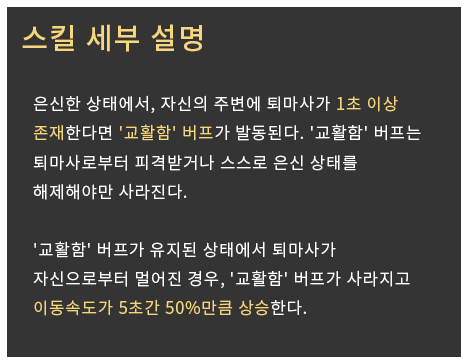 스킬 세부 설명
은신한 상태에서, 자신의 주변에 퇴마사가 1초 이상
존재한다면 '교활함' 버프가 발동된다. '교활함' 버프는
퇴마사로부터 피격받거나 스스로 은신 상태를
해제해야만 사라진다.
'교활함' 버프가 유지된 상태에서 퇴마사가
자신으로부터 멀어진 경우, '교활함' 버프가 사라지고
이동속도가 5초간 50%만큼 상승한다.